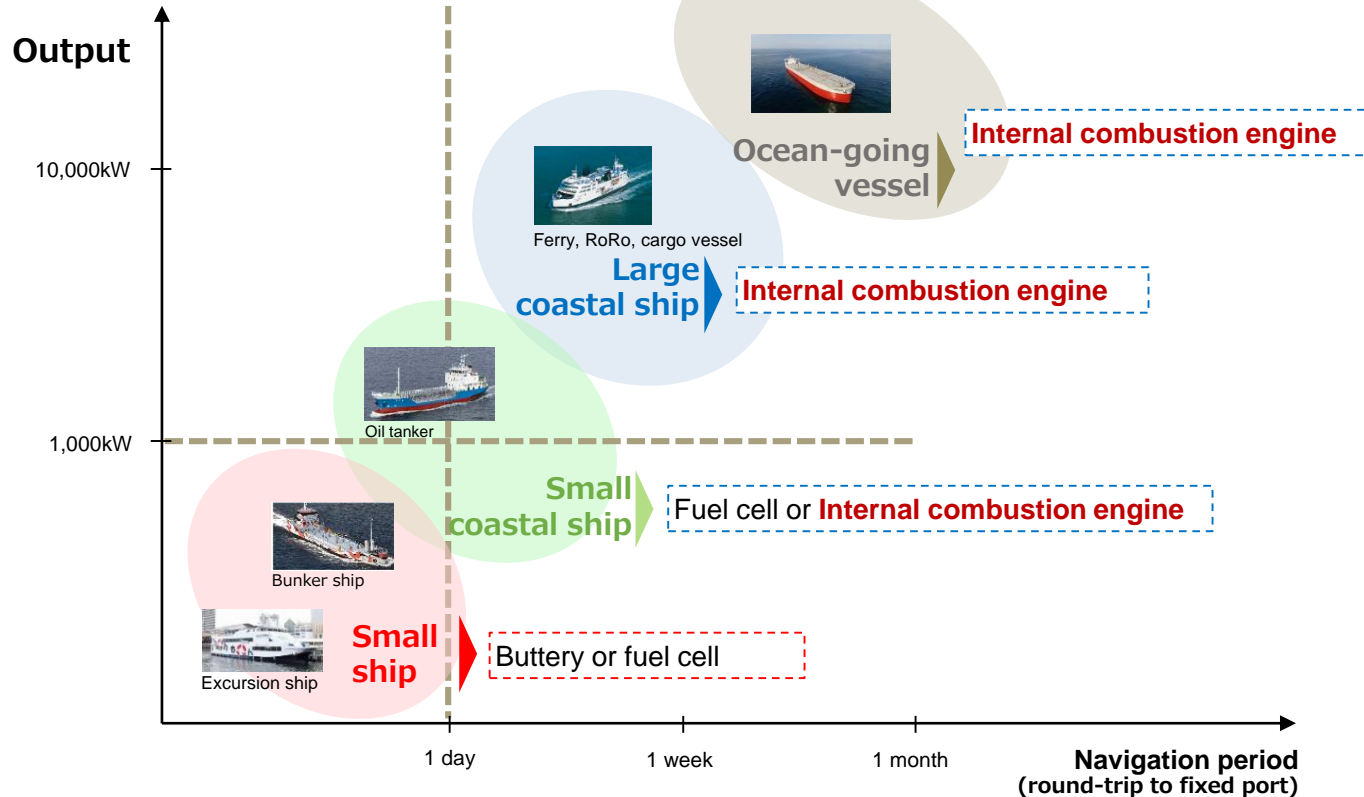 Output
10,000kW
1,000kW
Ocean-going
vessel
Internal combustion engine
Ferry, RoRo, cargo vessel
Large
coastal ship
Internal combustion engine
Oil tanker
Small
coastal ship
Fuel cell or Internal combustion engine
Bunker ship
Excursion ship
Small
ship
Buttery or fuel cell
1 day
1 week
1 month
Navigation period
(round-trip to fixed port)